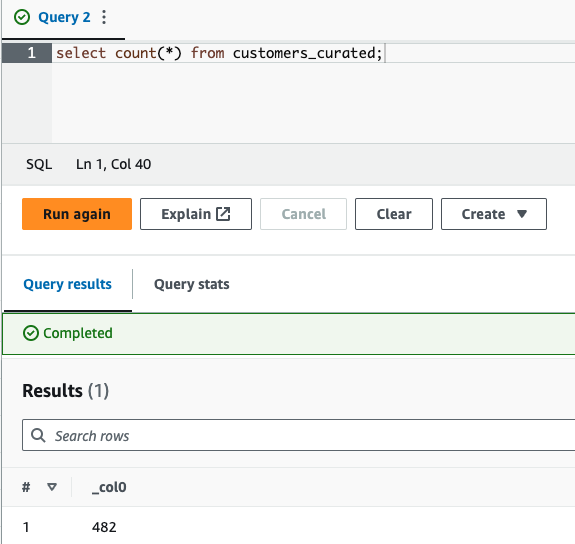 Query 2
1 select count(*) from customers_curated;
SQL Ln 1, Col 40
Run again Explain Cancel Clear Create
Query results Query stats
Completed
Results (1)
Search rows
# _col0
1 482